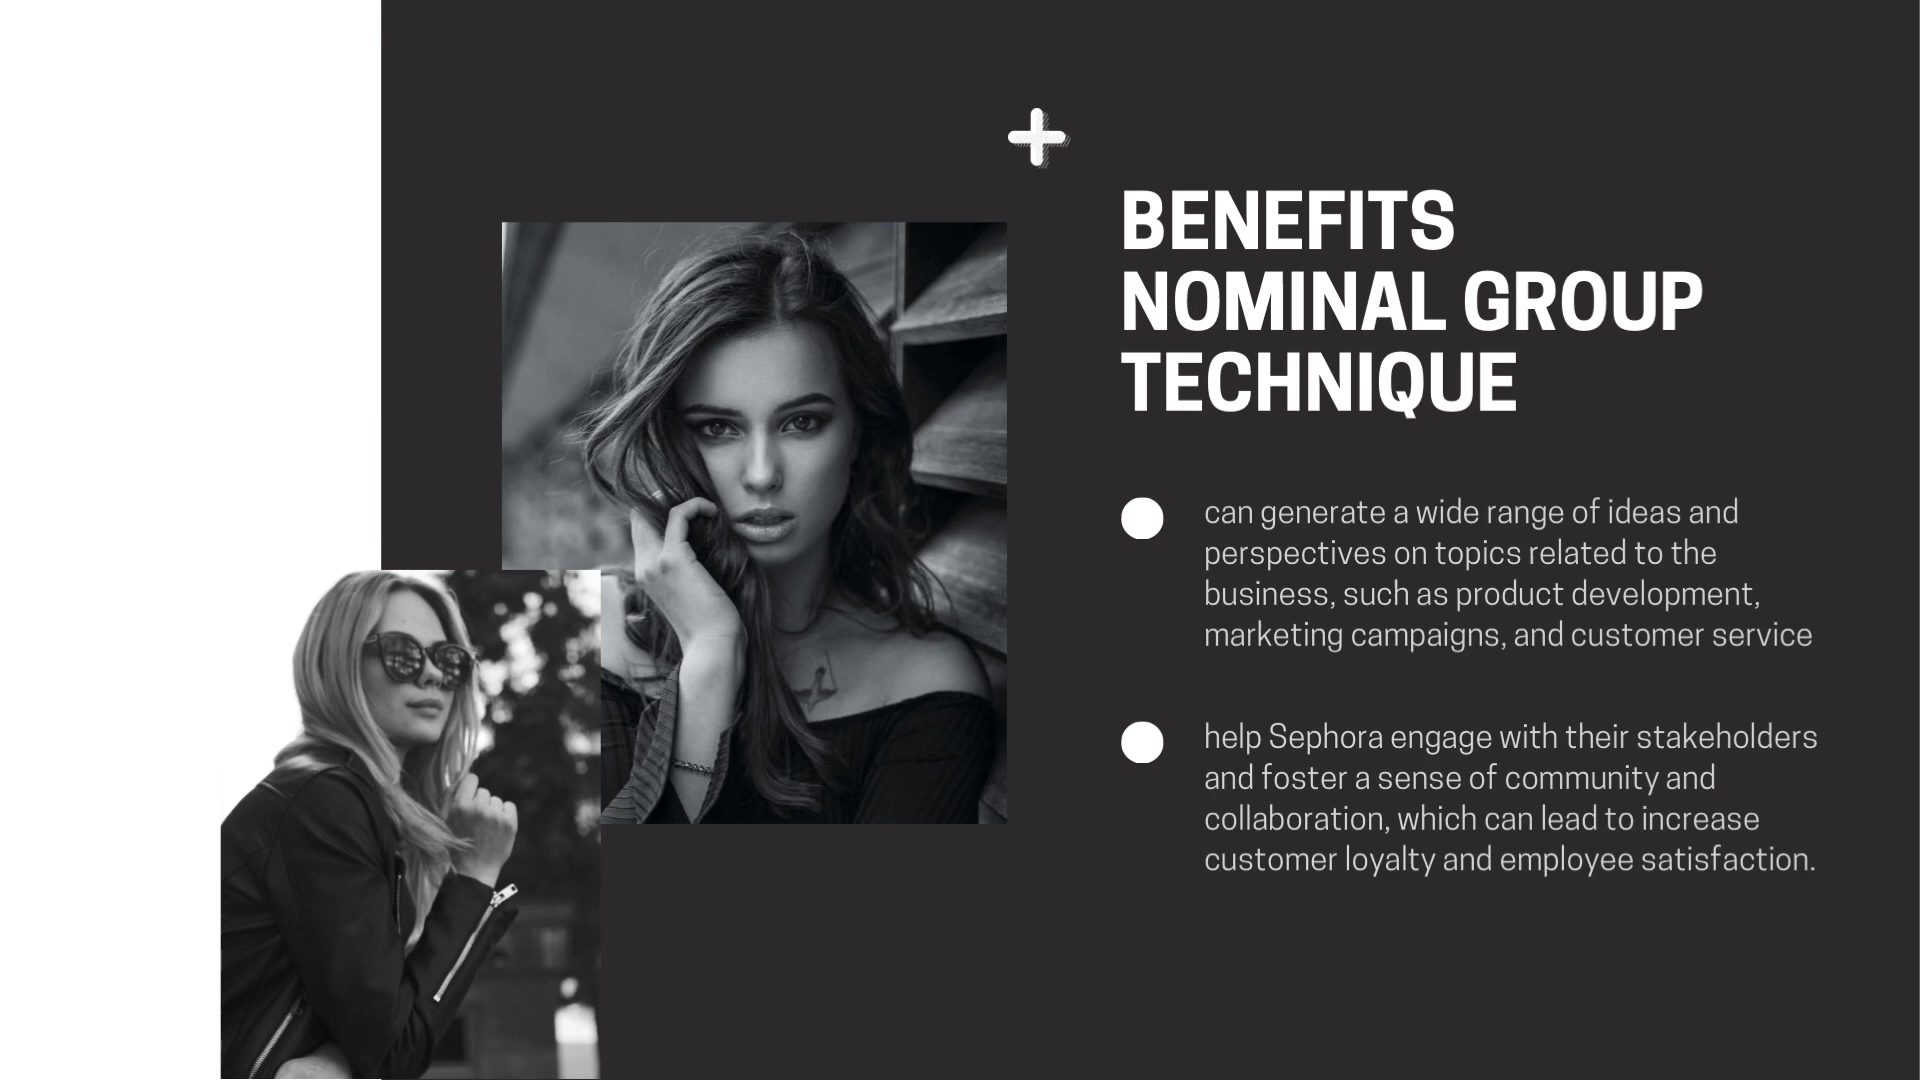 BENEFITS
NOMINAL GROUP
TECHNIQUE
can generate a wide range of ideas and
perspectives on topics related to the
business, such as product development,
marketing campaigns, and customer service
help Sephora engage with their stakeholders
and foster a sense of community and
collaboration, which can lead to increase
customer loyalty and employee satisfaction.